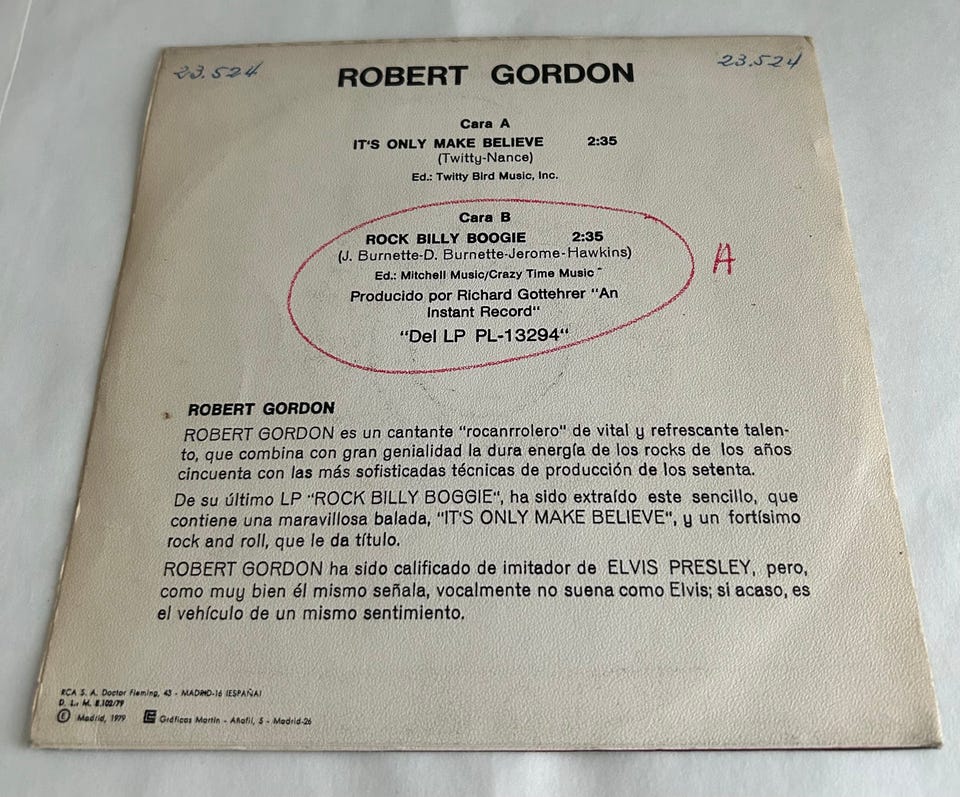 23.524 ROBERT GORDON 23.524
Cara A
IT'S ONLY MAKE BELIEVE 2:35
(Twitty-Nance)
Ed.: Twitty Bird Music, Inc.
Cara B
ROCK BILLY BOOGIE 2:35
(J. Burnette-D. Burnette-Jerome-Hawkins)
A
Ed.: Mitchell Music/Crazy Time Music
Producido por Richard Gottehrer "An
Instant Record"
"Del LP PL-13294"
ROBERT GORDON
ROBERT GORDON es un cantante "rocanrrolero" de vital y refrescante talen-
to, que combina con gran genialidad la dura energía de los rocks de los años
cincuenta con las más sofisticadas técnicas de producción de los setenta.
De su último LP "ROCK BILLY BOGGIE", ha sido extraído este sencillo, que
contiene una maravillosa balada, "IT'S ONLY MAKE BELIEVE", y un fortísimo
rock and roll, que le da título.
ROBERT GORDON ha sido calificado de imitador de ELVIS PRESLEY, pero,
como muy bien él mismo señala, vocalmente no suena como Elvis; si acaso, es
el vehículo de un mismo sentimiento.
RCA S. A. Doctor Fleming, 43 - MADRID-16 (ESPAÑA)
D. L.: M. 8.102/79
Ⓔ Madrid, 1979 Gráficas Martín - Añafil, 5 - Madrid-26